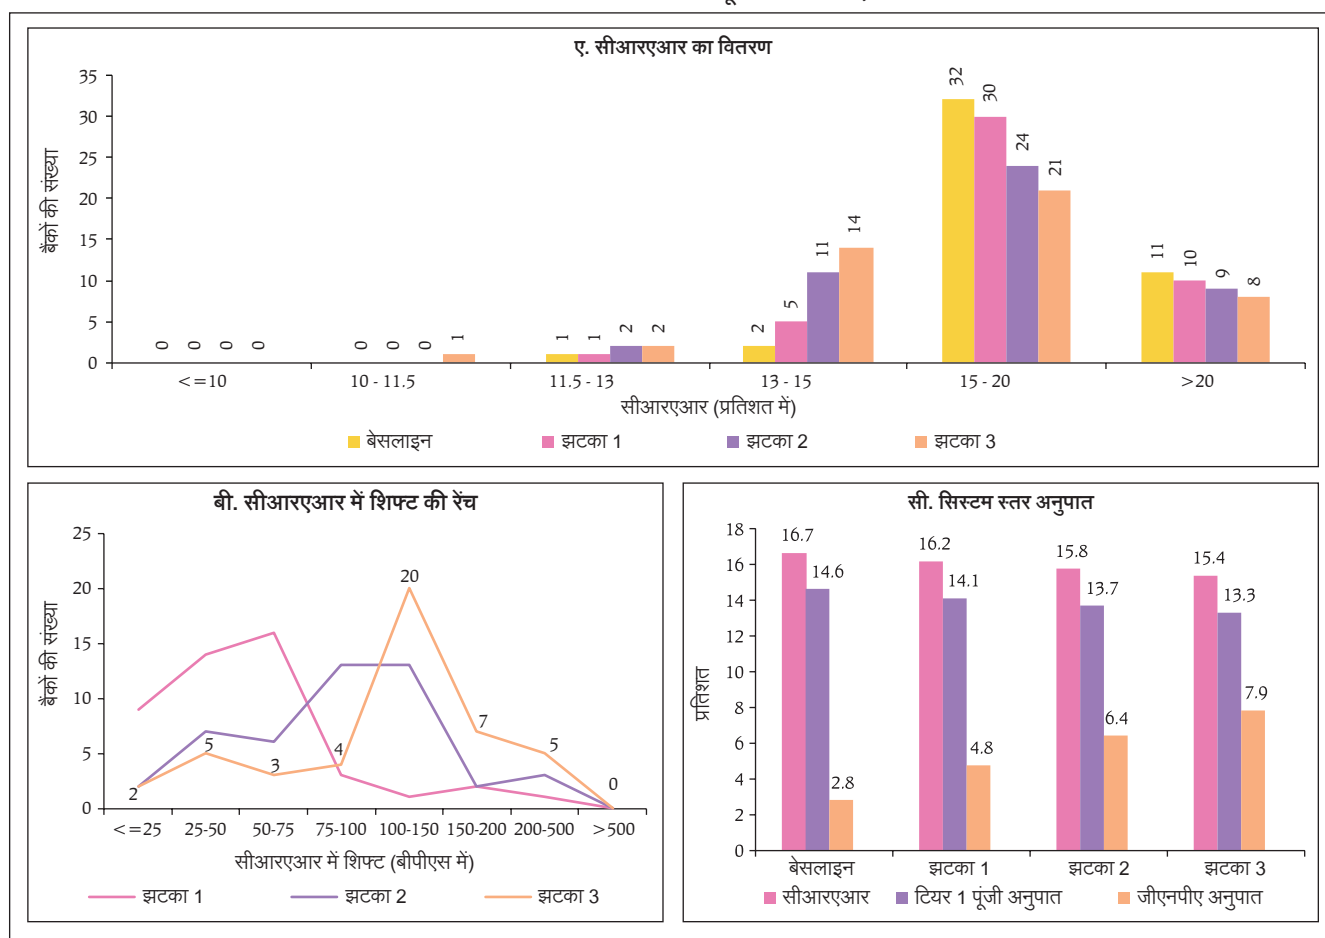 ए. सीआरएआर का वितरण
बैंकों की संख्या
35
30
25
20
15
10
5
0
0 0 0 0
0 0 0 1
1 1 2 2
2 5 11 14
32 30 24 21
11 10 9 8
<=10 10 - 11.5 11.5 - 13 13 - 15 15 - 20 >20
सीआरएआर (प्रतिशत में)
बेसलाइन झटका 1 झटका 2 झटका 3
बी. सीआरएआर में शिफ्ट की रेंच
बैंकों की संख्या
25
20
15
10
5
0
2 5 3 4 20 7 5 0
<=25 25-50 50-75 75-100 100-150 150-200 200-500 >500
सीआरएआर में शिफ्ट (बीपीएस में)
झटका 1 झटका 2 झटका 3
सी. सिस्टम स्तर अनुपात
प्रतिशत
18
16
14
12
10
8
6
4
2
0
16.7 14.6 2.8
16.2 14.1 4.8
15.8 13.7 6.4
15.4 13.3 7.9
बेसलाइन झटका 1 झटका 2 झटका 3
सीआरएआर टियर 1 पूंजी अनुपात जीएनपीए अनुपात